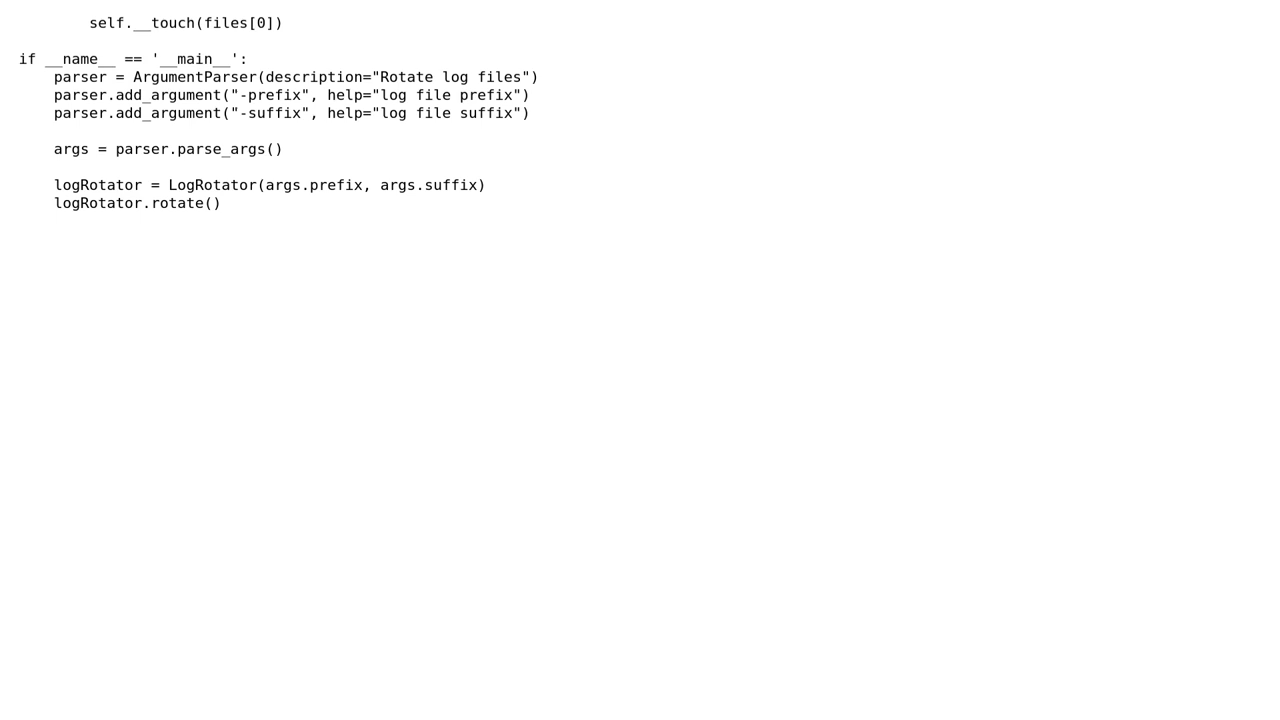 self.__touch(files[0])

if __name__ == '__main__':
    parser = ArgumentParser(description="Rotate log files")
    parser.add_argument("-prefix", help="log file prefix")
    parser.add_argument("-suffix", help="log file suffix")

    args = parser.parse_args()

    logRotator = LogRotator(args.prefix, args.suffix)
    logRotator.rotate()